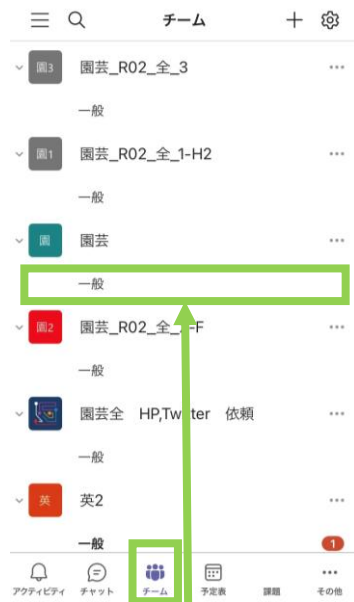 チーム
園3 園芸_R02_全_3
一般
園1 園芸_R02_全_1-H2
一般
園 園芸
一般
園2 園芸_R02_全_ -F
一般
園芸全 HP,Twitter 依頼
一般
英 英2
一般 1
アクティビティ チャット チーム 予定表 課題 その他